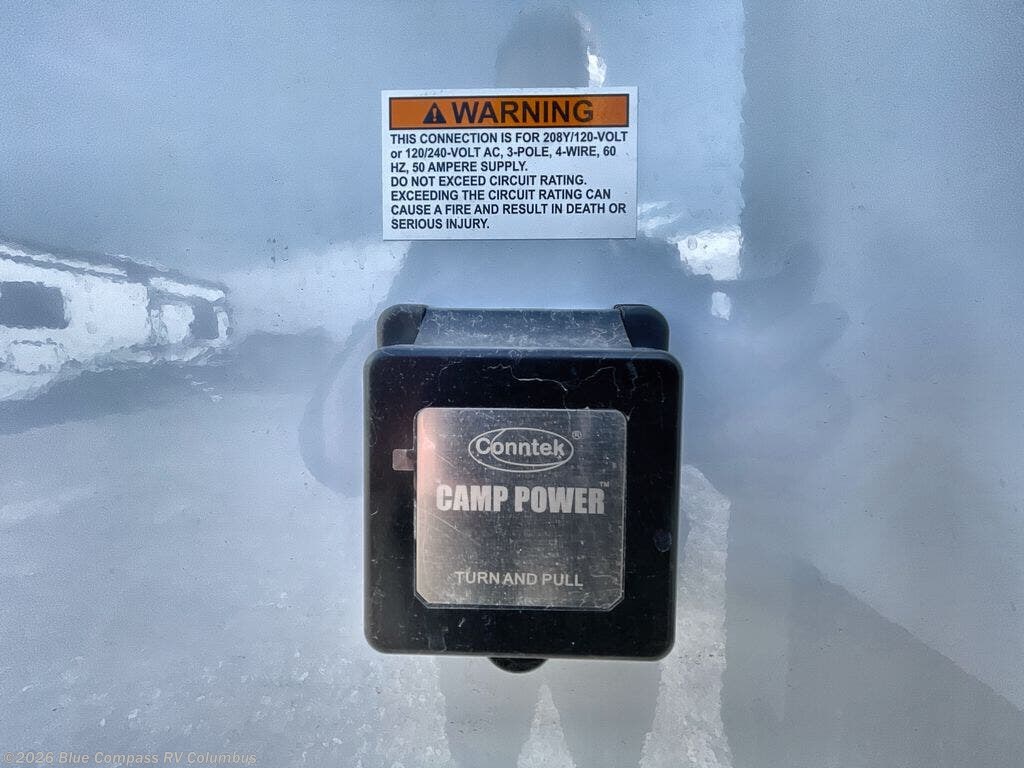 WARNING
THIS CONNECTION IS FOR 208Y/120-VOLT
or 120/240-VOLT AC, 3-POLE, 4-WIRE, 60
HZ, 50 AMPERE SUPPLY.
DO NOT EXCEED CIRCUIT RATING.
EXCEEDING THE CIRCUIT RATING CAN
CAUSE A FIRE AND RESULT IN DEATH OR
SERIOUS INJURY.
Conntek®
CAMP POWER™
TURN AND PULL
©2026 Blue Compass RV Columbus